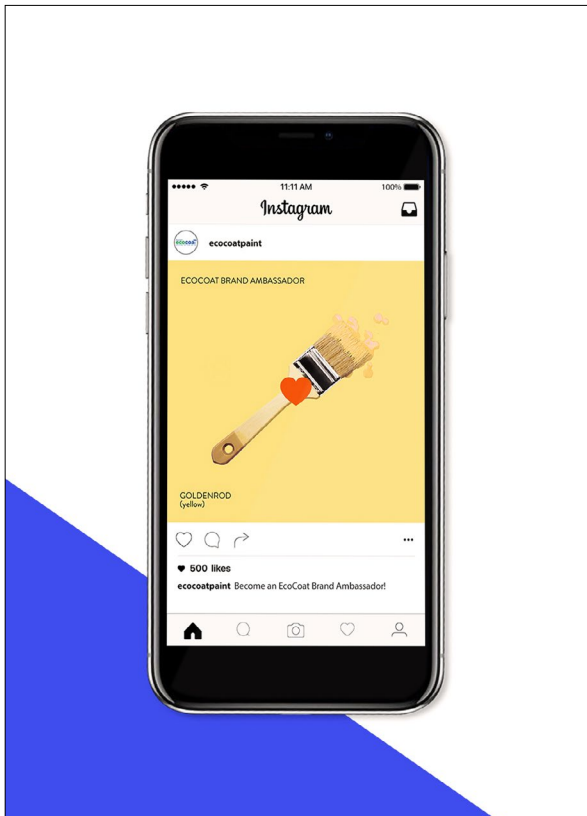 11:11 AM
100%
Instagram
ecocoat
ecocoatpaint
ECOCOAT BRAND AMBASSADOR
GOLDENROD
(yellow)
500 likes
ecocoatpaint Become an EcoCoat Brand Ambassador!